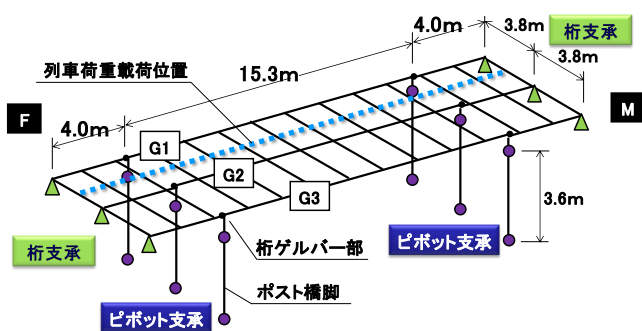 4.0m
3.8m
桁支承
3.8m
15.3m
列車荷重載荷位置
F
M
4.0m
G1
G2
G3
3.6m
桁支承
桁ゲルバー部
ピボット支承
ポスト橋脚
ピボット支承